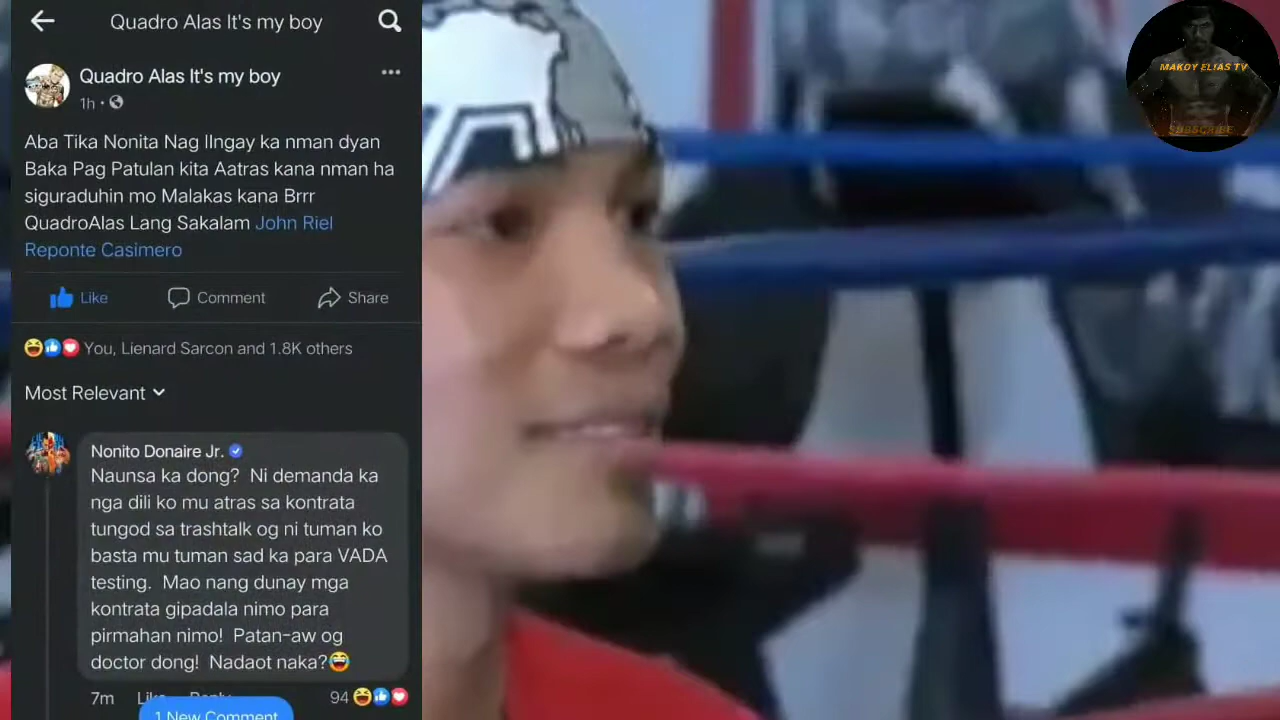 Quadro Alas It's my boy
Quadro Alas It's my boy
1h
Aba Tika Nonita Nag IIngay ka nman dyan
Baka Pag Patulan kita Aatras kana nman ha
siguraduhin mo Malakas kana Brrr
QuadroAlas Lang Sakalam John Riel
Reponte Casimero
Like Comment Share
You, Lienard Sarcon and 1.8K others
Most Relevant
Nonito Donaire Jr.
Naunsa ka dong? Ni demanda ka
nga dili ko mu atras sa kontrata
tungod sa trashtalk og ni tuman ko
basta mu tuman sad ka para VADA
testing. Mao nang dunay mga
kontrata gipadala nimo para
pirmahan nimo! Patan-aw og
doctor dong! Nadaot naka?😂
7m Like Reply 94
1 New Comment
MAKOY ELIAS TV
SUBSCRIBE